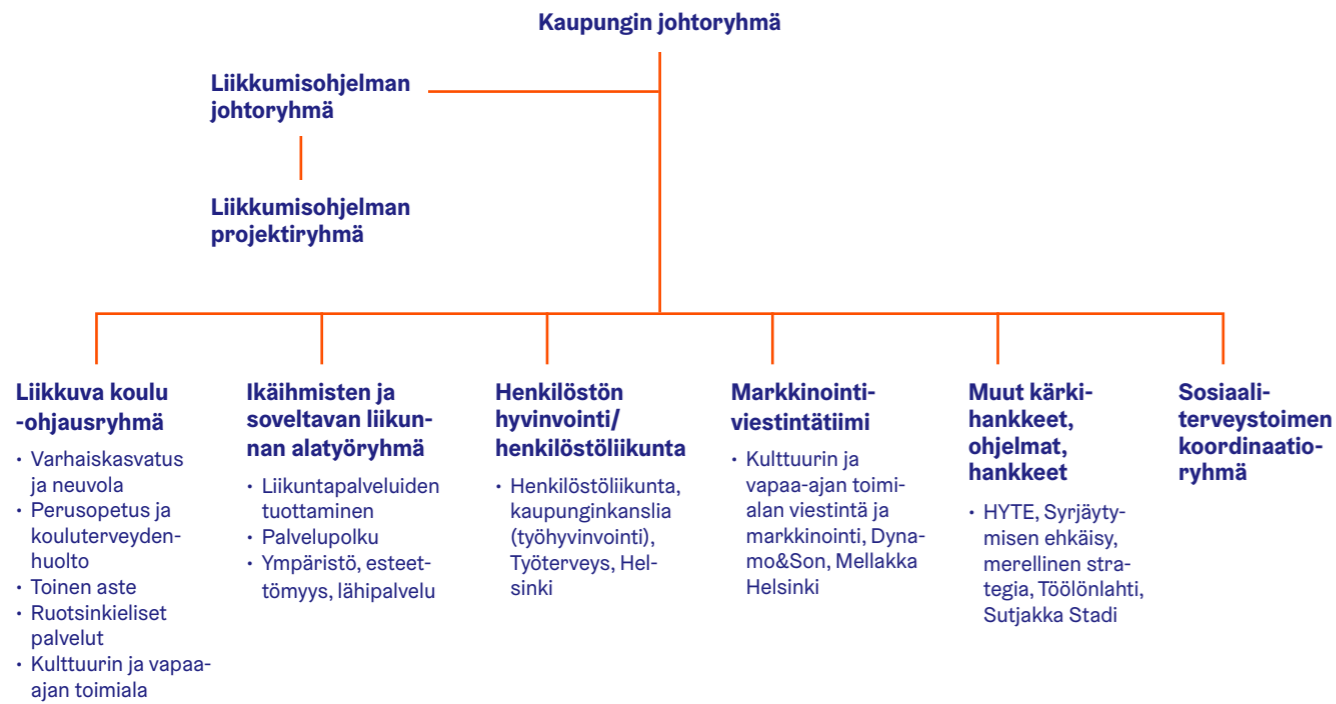 Kaupungin johtoryhmä
Liikkumisohjelman
johtoryhmä
Liikkumisohjelman
projektiryhmä
Liikkuva koulu
-ohjausryhmä
• Varhaiskasvatus
ja neuvola
• Perusopetus ja
kouluterveyden-
huolto
• Toinen aste
• Ruotsinkieliset
palvelut
• Kulttuurin ja vapaa-
ajan toimiala
Ikäihmisten ja
soveltavan liikun-
nan alatyöryhmä
• Liikuntapalveluiden
tuottaminen
• Palvelupolku
• Ympäristö, esteet-
tömyys, lähipalvelu
Henkilöstön
hyvinvointi/
henkilöstöliikunta
• Henkilöstöliikunta,
kaupunginkanslia
(työhyvinvointi),
Työterveys, Hel-
sinki
Markkinointi-
viestintätiimi
• Kulttuurin ja
vapaa-ajan toimi-
alan viestintä ja
markkinointi, Dyna-
mo&Son, Mellakka
Helsinki
Muut kärki-
hankkeet,
ohjelmat,
hankkeet
• HYTE, Syrjäyty-
misen ehkäisy,
merellinen stra-
tegia, Töölönlahti,
Sutjakka Stadi
Sosiaali-
terveystoimen
koordinaatio-
ryhmä